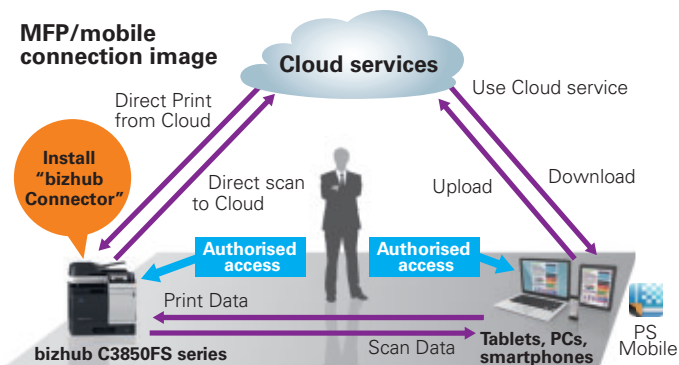 MFP/mobile
connection image
Cloud services
Direct Print
from Cloud
Use Cloud service
Install
“bizhub
Connector”
Direct scan
to Cloud
Upload
Download
Authorised
access
Authorised
access
Print Data
Scan Data
bizhub C3850FS series
Tablets, PCs,
smartphones
PS
Mobile